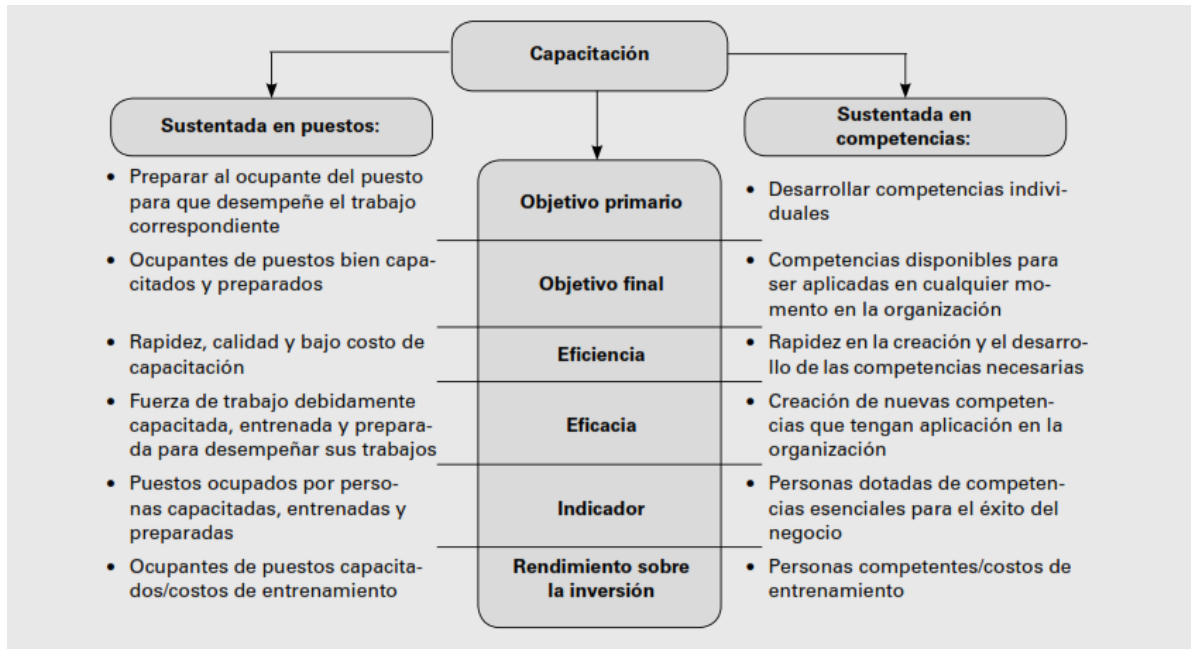 Capacitación
Sustentada en puestos:
Sustentada en
competencias:
• Preparar al ocupante del puesto
para que desempeñe el trabajo
correspondiente
Objetivo primario
• Desarrollar competencias indivi-
duales
• Ocupantes de puestos bien capa-
citados y preparados
Objetivo final
• Competencias disponibles para
ser aplicadas en cualquier mo-
mento en la organización
• Rapidez, calidad y bajo costo de
capacitación
Eficiencia
• Rapidez en la creación y el desarro-
llo de las competencias necesarias
• Fuerza de trabajo debidamente
capacitada, entrenada y prepara-
da para desempeñar sus trabajos
Eficacia
• Creación de nuevas competen-
cias que tengan aplicación en la
organización
• Puestos ocupados por perso-
nas capacitadas, entrenadas y
preparadas
Indicador
• Personas dotadas de competen-
cias esenciales para el éxito del
negocio
• Ocupantes de puestos capacita-
dos/costos de entrenamiento
Rendimiento sobre
la inversión
• Personas competentes/costos de
entrenamiento